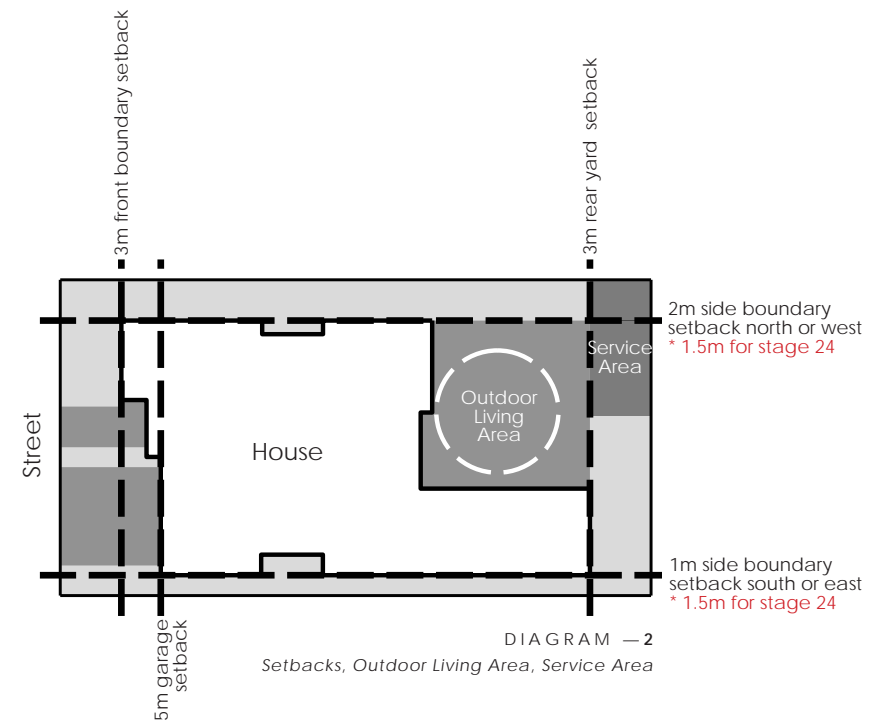 3m front boundary setback
3m rear yard setback
2m side boundary
setback north or west
* 1.5m for stage 24
Service
Area
Outdoor
Living
Area
Street
House
1m side boundary
setback south or east
* 1.5m for stage 24
5m garage
setback
DIAGRAM — 2
Setbacks, Outdoor Living Area, Service Area